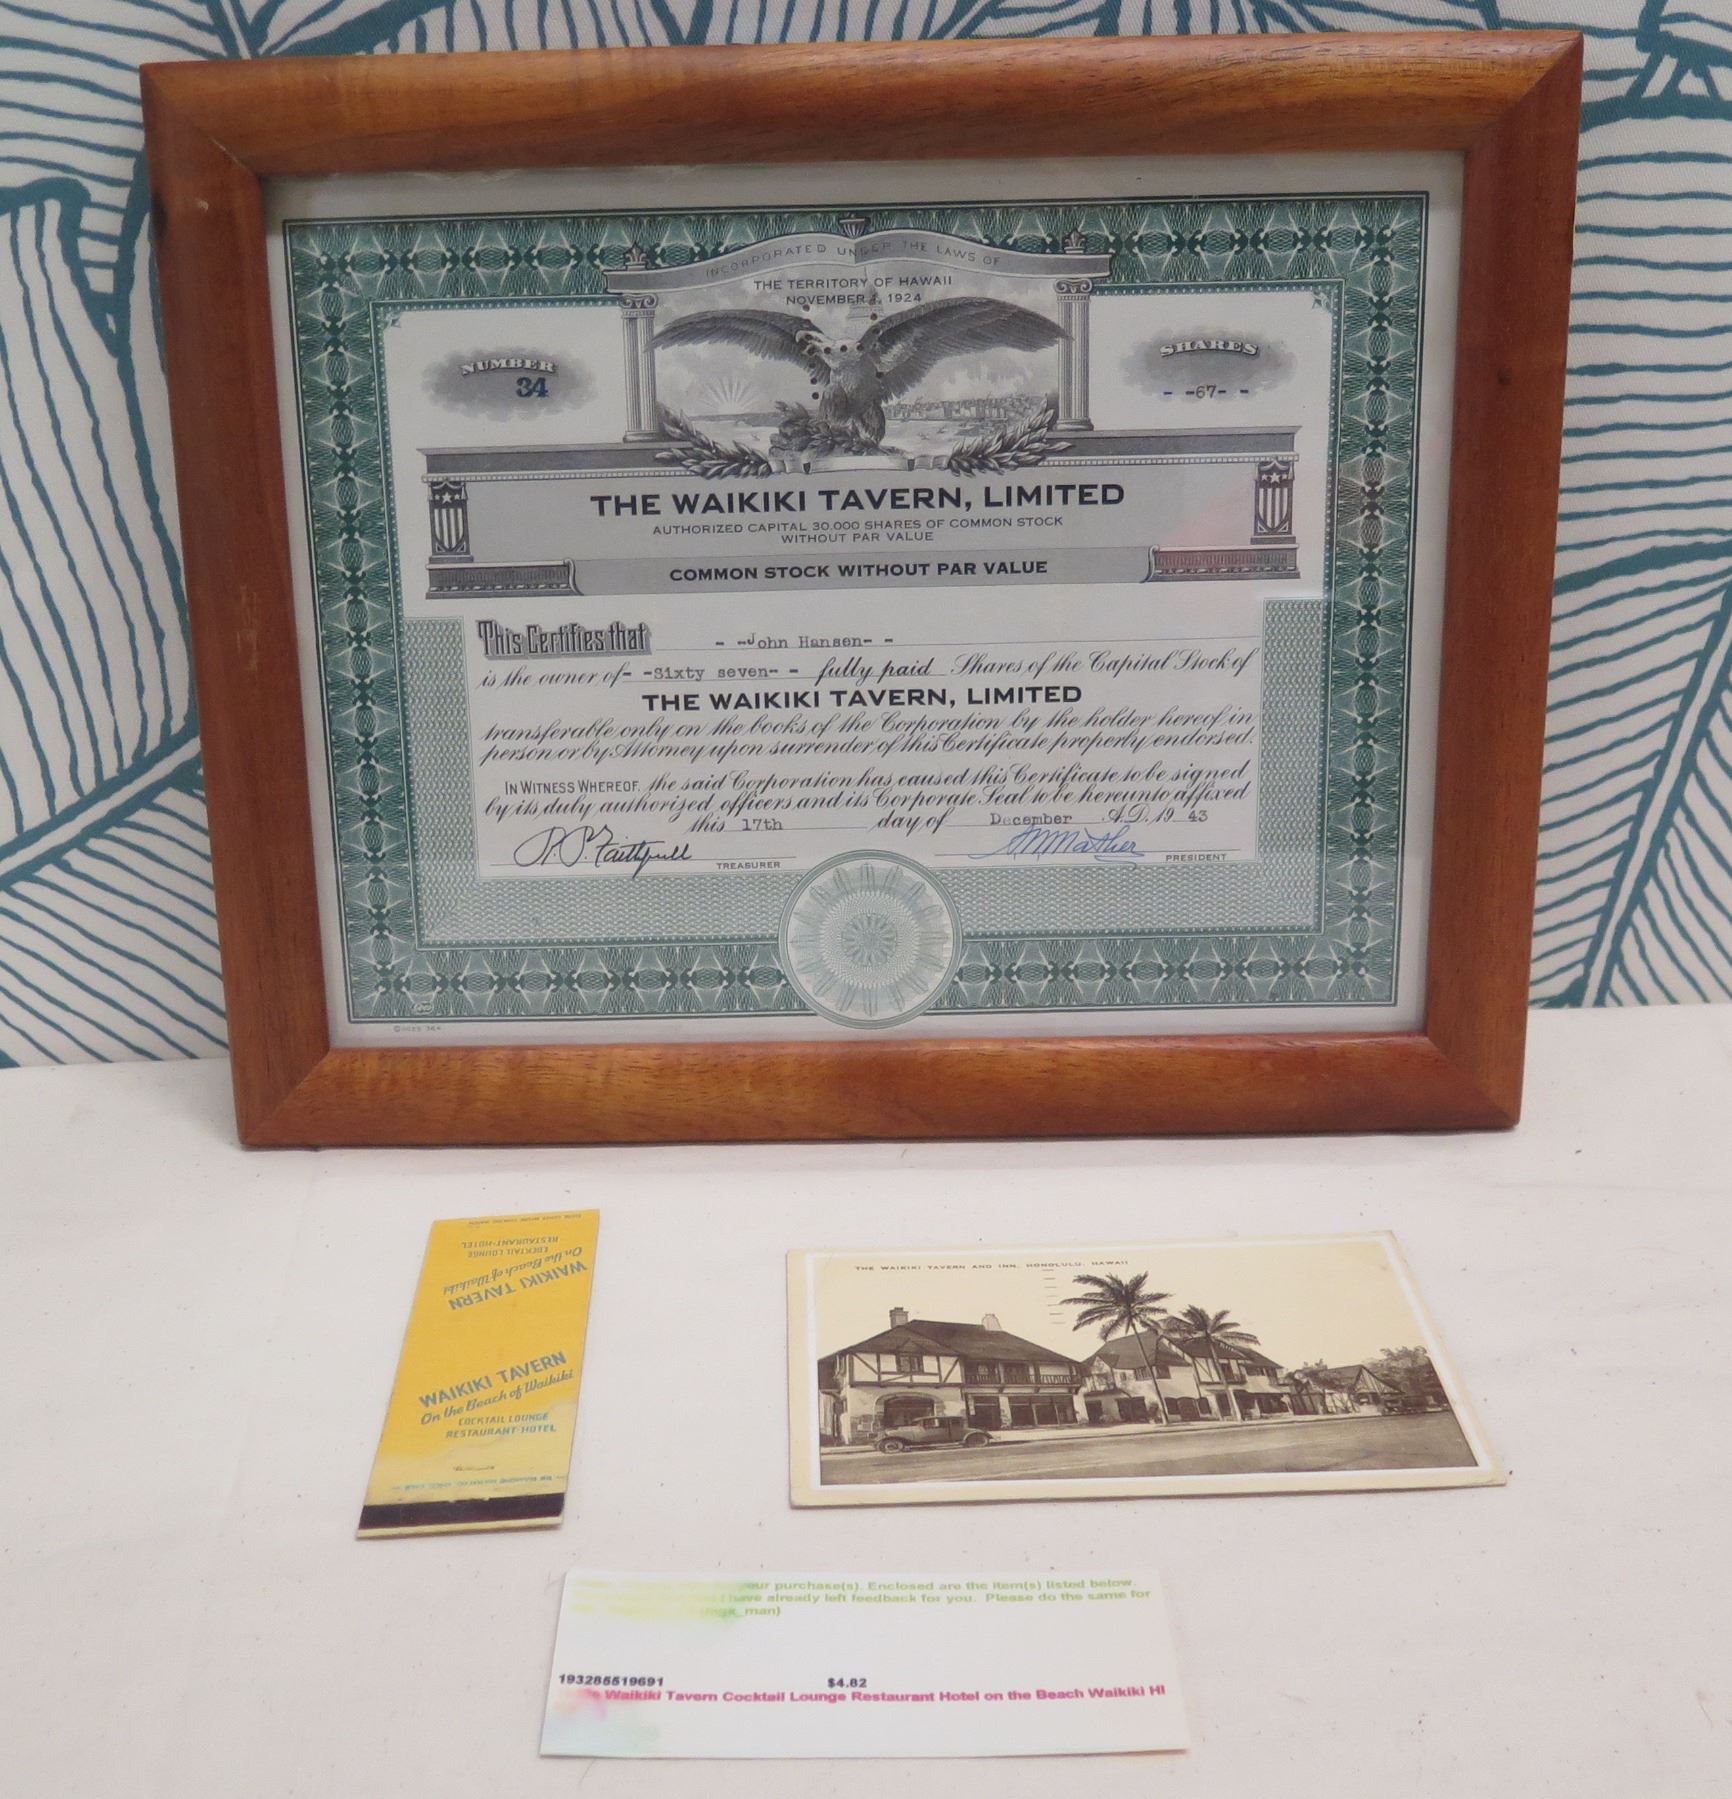 INCORPORATED UNDER THE LAWS OF
THE TERRITORY OF HAWAII
NOVEMBER 1924
NUMBER
34
SHARES
- -67- -
THE WAIKIKI TAVERN, LIMITED
AUTHORIZED CAPITAL 30,000 SHARES OF COMMON STOCK
WITHOUT PAR VALUE
COMMON STOCK WITHOUT PAR VALUE
This Certifies that - -John Hansen- -
is the owner of- -Sixty seven- - fully paid Shares of the Capital Stock of
THE WAIKIKI TAVERN, LIMITED
transferable only on the books of the Corporation by the holder hereof in
person or by Attorney upon surrender of this Certificate properly endorsed.
IN WITNESS WHEREOF, the said Corporation has caused this Certificate to be signed
by its duly authorized officers and its Corporate Seal to be hereunto affixed
this 17th day of December A.D. 19 43
Faithfull
TREASURER
Mather
PRESIDENT
RESTAURANT-HOTEL
COCKTAIL LOUNGE
On the Beach of Waikiki
WAIKIKI TAVERN
WAIKIKI TAVERN
On the Beach of Waikiki
COCKTAIL LOUNGE
RESTAURANT-HOTEL
THE WAIKIKI TAVERN AND INN, HONOLULU, HAWAII
purchase(s). Enclosed are the item(s) listed below.
I have already left feedback for you. Please do the same for
man)
193285519691 $4.82
Waikiki Tavern Cocktail Lounge Restaurant Hotel on the Beach Waikiki HI